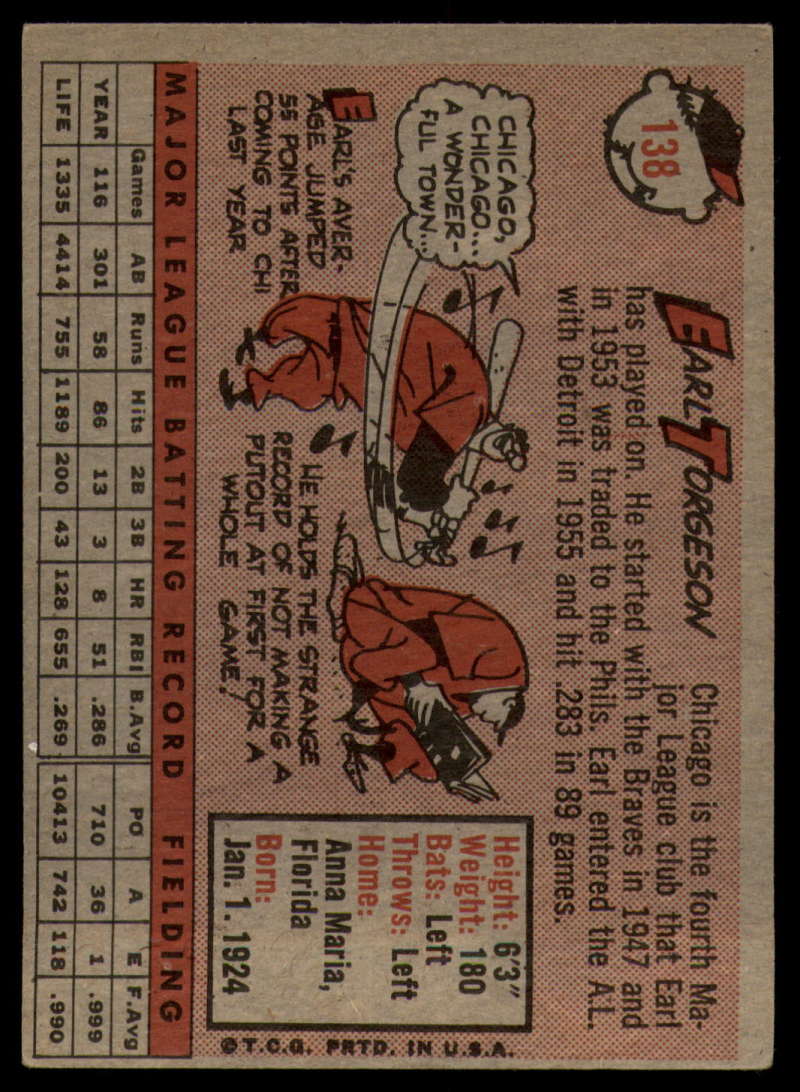 138
EARL TORGESON
Chicago is the fourth Ma-
jor League club that Earl
has played on. He started with the Braves in 1947 and
in 1953 was traded to the Phils. Earl entered the A.L.
with Detroit in 1955 and hit .283 in 89 games.
CHICAGO,
CHICAGO...
A WONDER-
FUL TOWN...
EARL'S AVER-
AGE JUMPED
55 POINTS AFTER
COMING TO CHI
LAST YEAR
HE HOLDS THE STRANGE
RECORD OF NOT MAKING A
PUTOUT AT FIRST FOR A
WHOLE GAME!
Height: 6'3"
Weight: 180
Bats: Left
Throws: Left
Home:
Anna Maria,
Florida
Born:
Jan. 1. 1924
©T.C.G. PRTD. IN U.S.A.
MAJOR LEAGUE BATTING RECORD FIELDING
Games AB Runs Hits 2B 3B HR RBI B.Avg PO A E F.Avg
YEAR 116 301 58 86 13 3 8 51 .286 710 36 1 .999
LIFE 1335 4414 755 1189 200 43 128 655 .269 10413 742 118 .990